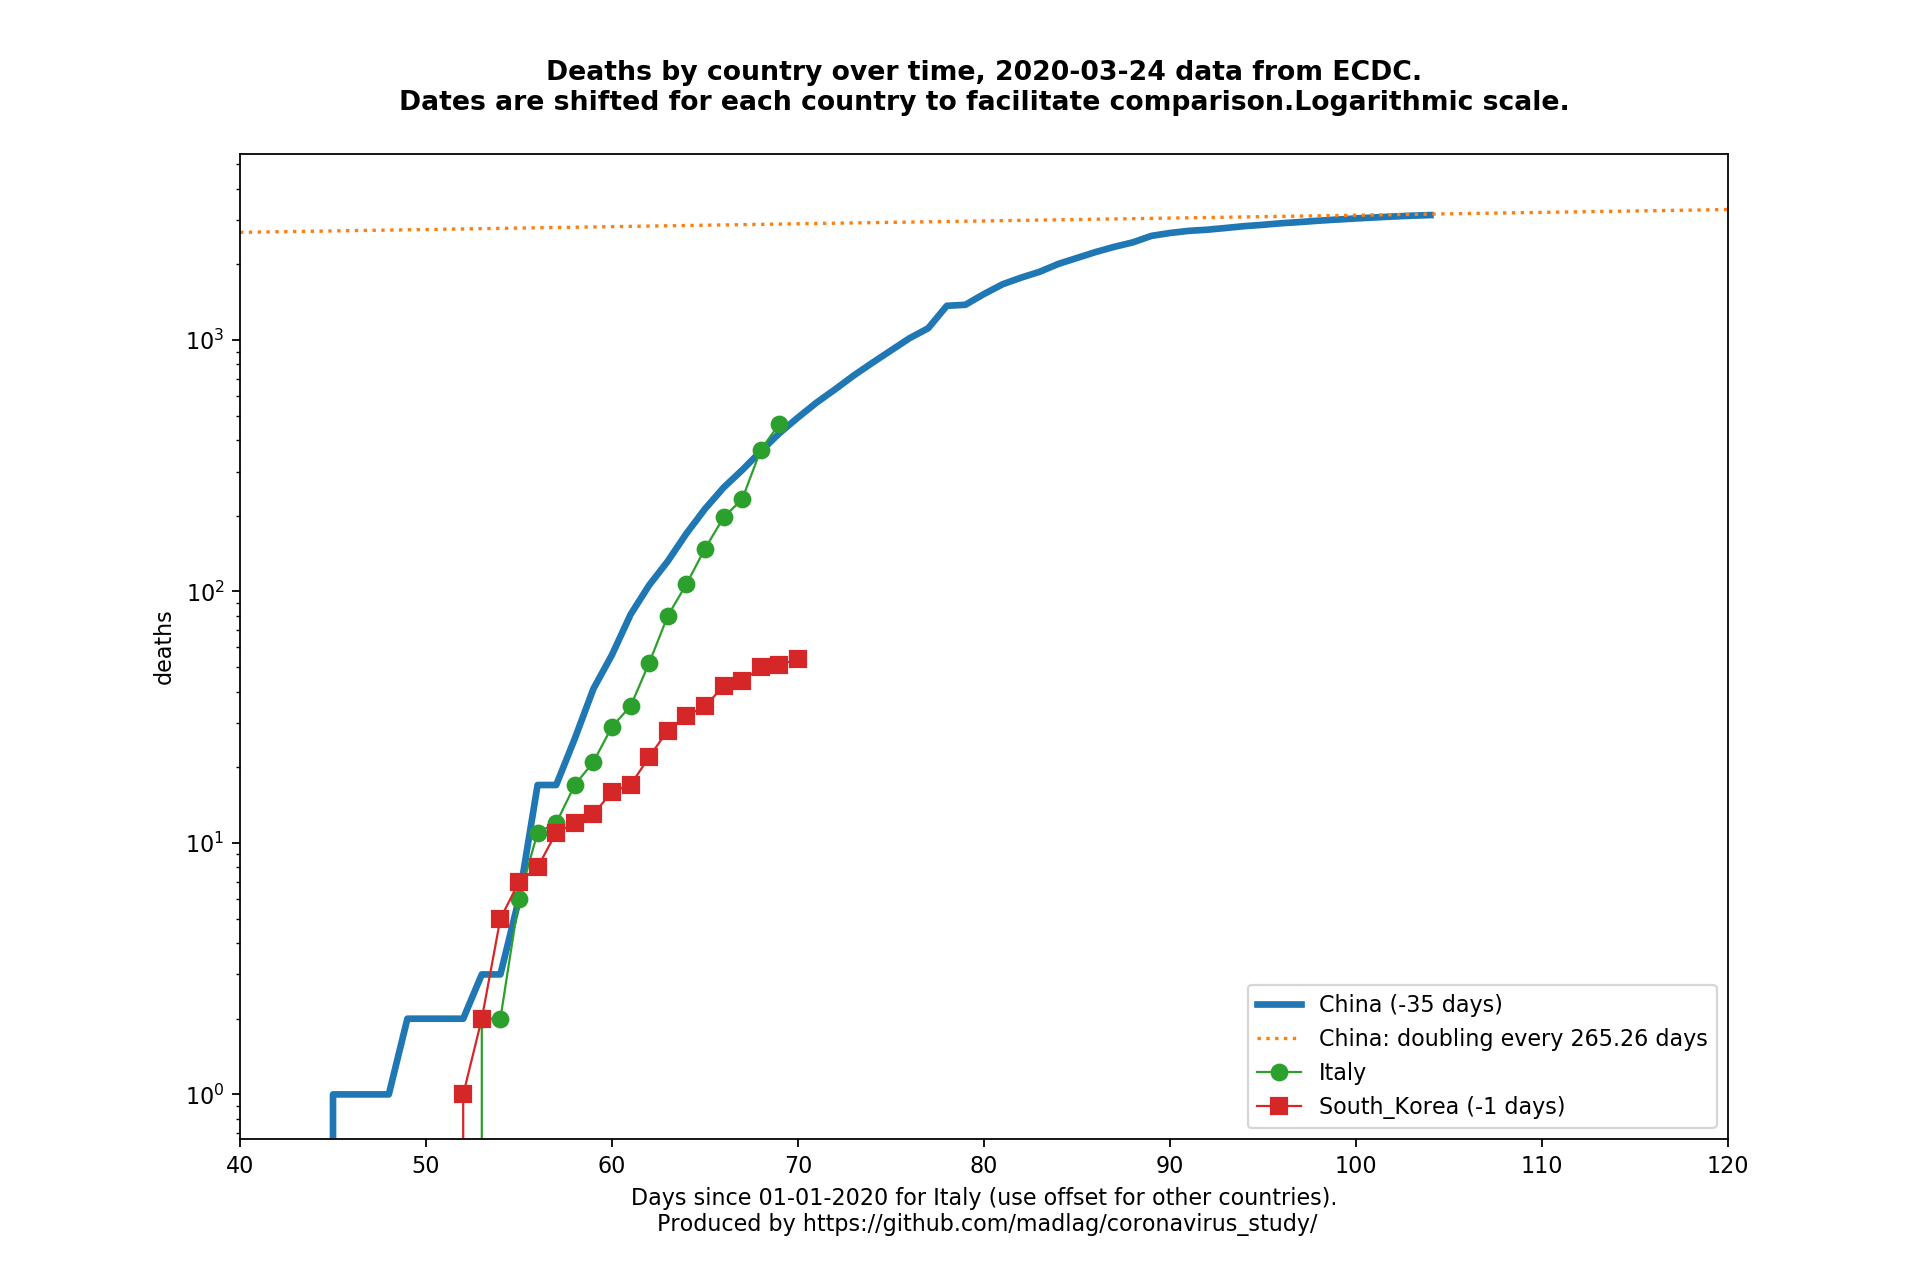 Deaths by country over time, 2020-03-24 data from ECDC.
Dates are shifted for each country to facilitate comparison.Logarithmic scale.
deaths
10³
10²
10¹
10⁰
40 50 60 70 80 90 100 110 120
China (-35 days)
China: doubling every 265.26 days
Italy
South_Korea (-1 days)
Days since 01-01-2020 for Italy (use offset for other countries).
Produced by https://github.com/madlag/coronavirus_study/